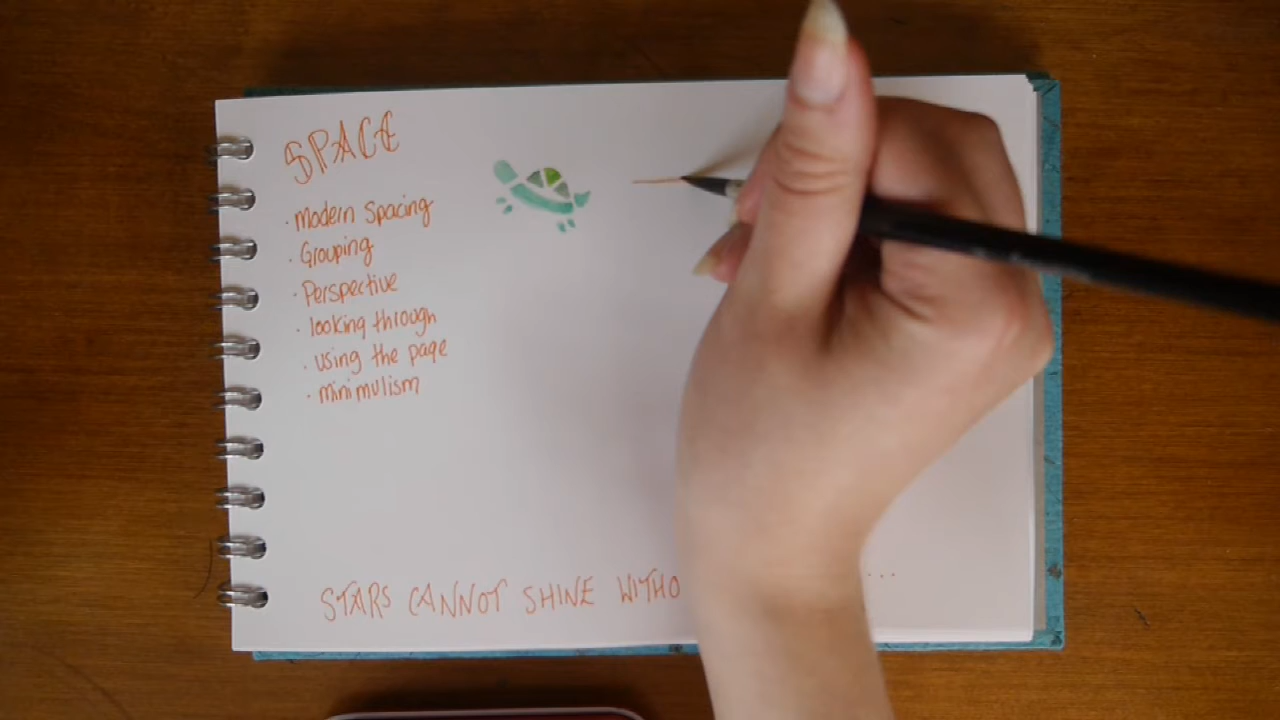 SPACE
· modern spacing
· Grouping
· Perspective
· looking through
· using the page
· minimulism
STARS CANNOT SHINE WITHO ...